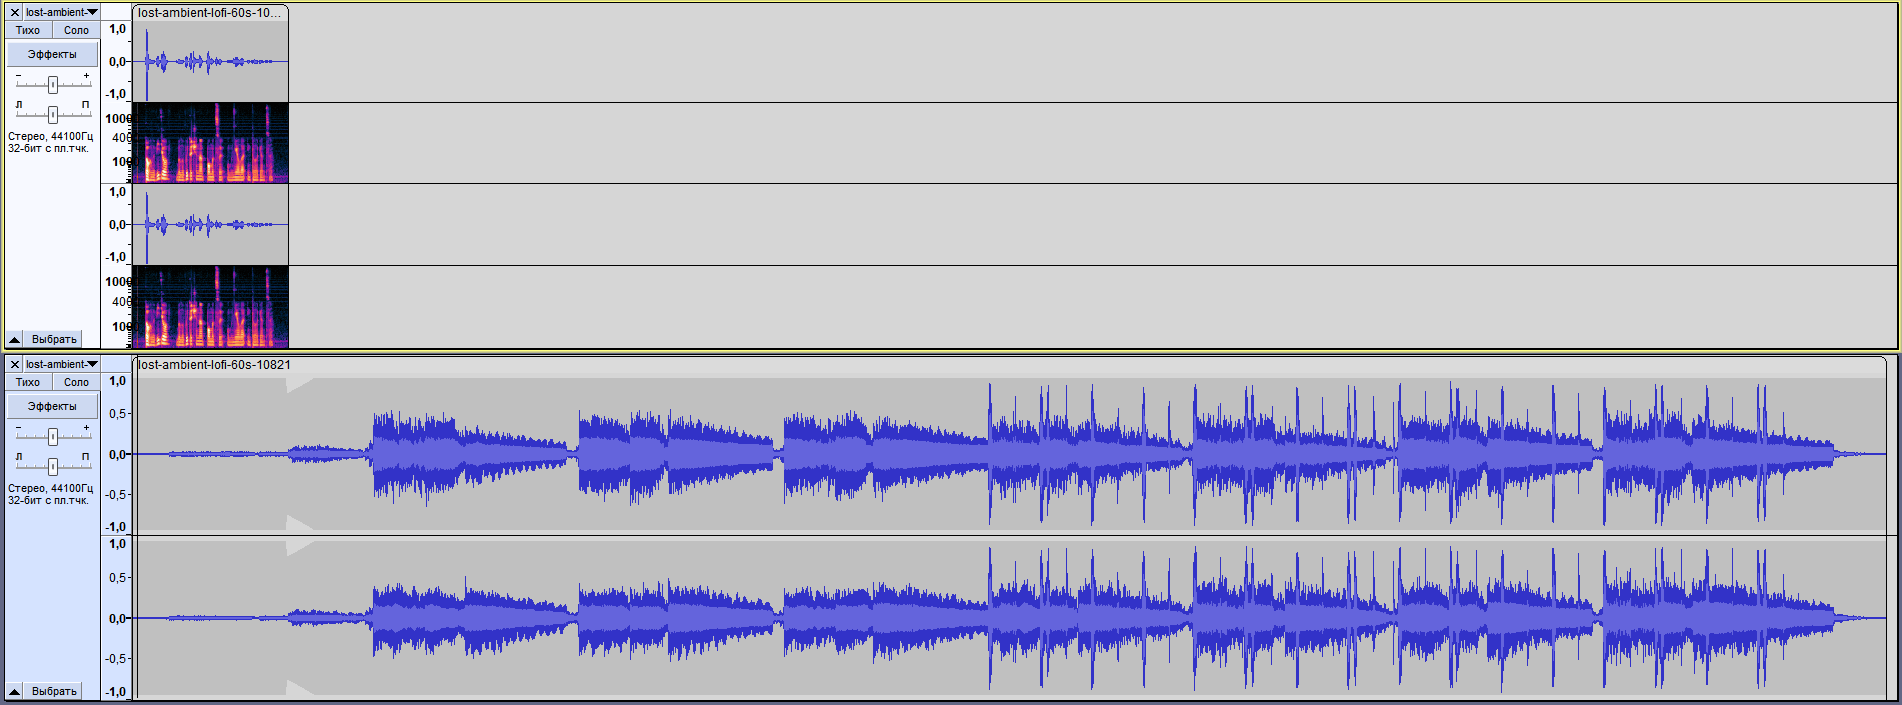 lost-ambient-
lost-ambient-lofi-60s-10...
Тихо
Соло
Эффекты
-
+
Л
П
Стерео, 44100Гц
32-бит с пл.тчк.
Выбрать
1,0
0,0
-1,0
1000
400
100
1,0
0,0
-1,0
1000
400
100
lost-ambient-
lost-ambient-lofi-60s-10821
Тихо
Соло
Эффекты
-
+
Л
П
Стерео, 44100Гц
32-бит с пл.тчк.
Выбрать
1,0
0,5
0,0
-0,5
-1,0
1,0
0,5
0,0
-0,5
-1,0